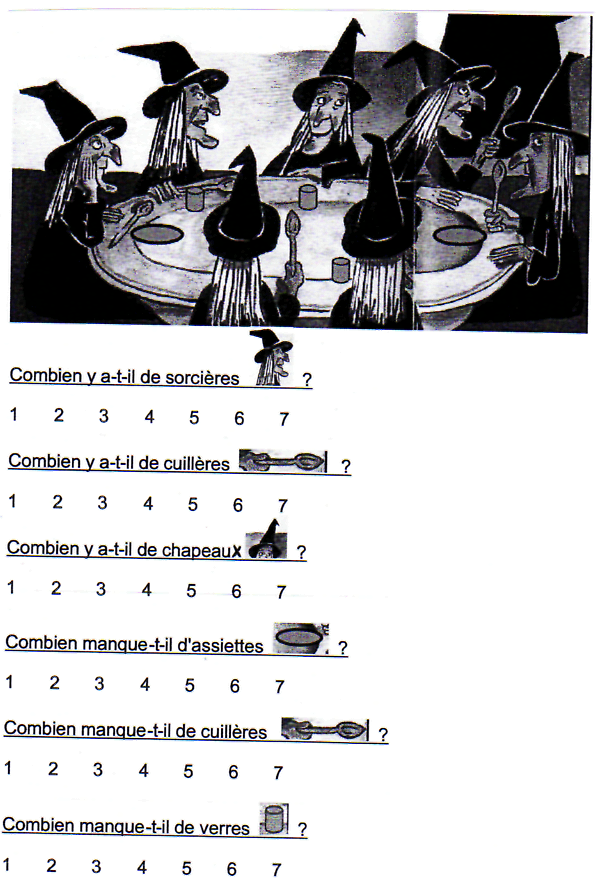 Combien y a-t-il de sorcières ?
1 2 3 4 5 6 7
Combien y a-t-il de cuillères ?
1 2 3 4 5 6 7
Combien y a-t-il de chapeaux ?
1 2 3 4 5 6 7
Combien manque-t-il d'assiettes ?
1 2 3 4 5 6 7
Combien manque-t-il de cuillères ?
1 2 3 4 5 6 7
Combien manque-t-il de verres ?
1 2 3 4 5 6 7